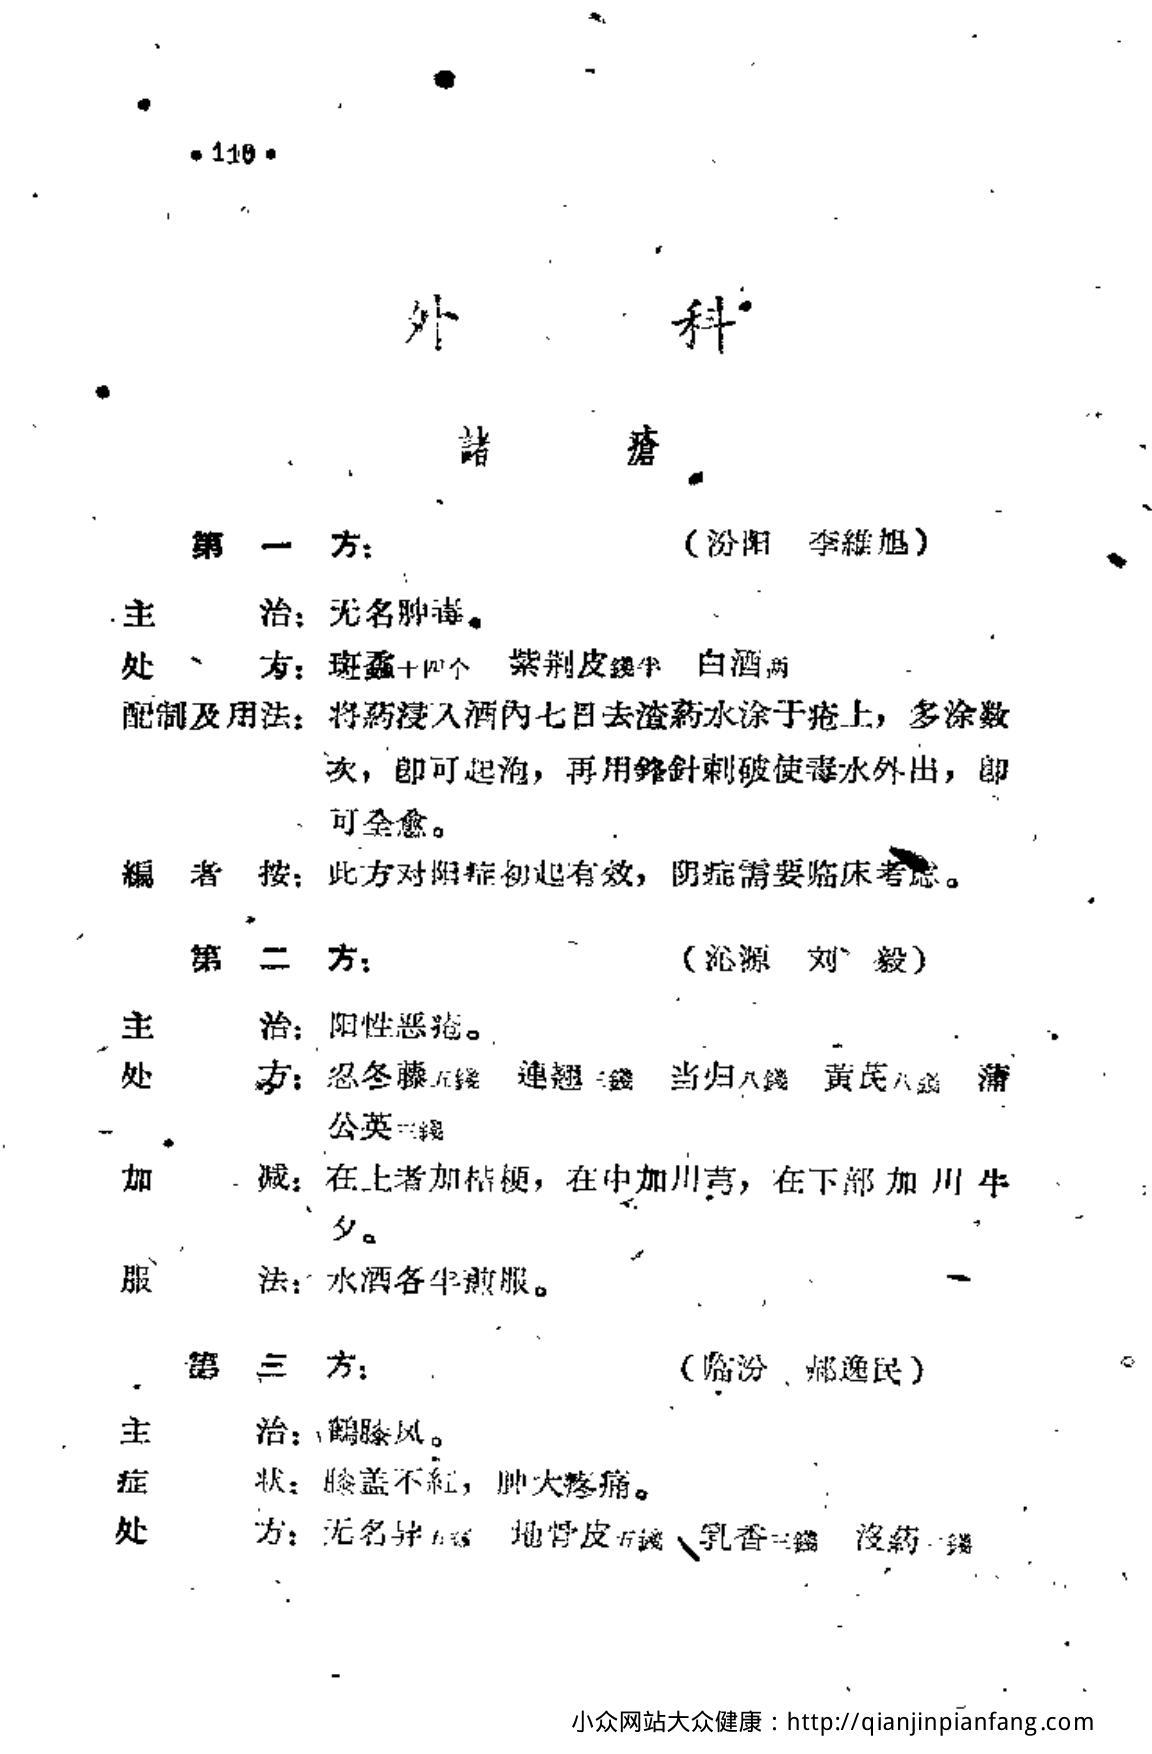 •110•
外 科
諸 瘡
第一方： （汾阳 李維旭）
主 治：无名肿毒。
处 方：斑蝥十四个 紫荆皮錢半 白酒 两
配制及用法：将药浸入酒內七日去渣药水涂于疮上，多涂数
次，卽可起泡，再用鋒針刺破使毒水外出，卽
可全愈。
編 者 按：此方对阳症初起有效，阴症需要临床考虑。
第二方： （沁源 刘 毅）
主 治：阳性恶疮。
处 方：忍冬藤五錢 連翘三錢 当归八錢 黃芪八錢 蒲
公英三錢
加 减：在上者加桔梗，在中加川芎，在下部加川牛
夕。
服 法：水酒各半煎服。
第三方： （临汾 郝逸民）
主 治：鶴膝风。
症 状：膝盖不紅，肿大疼痛。
处 方：无名异五錢 地骨皮五錢 乳香三錢 沒药 錢
小众网站大众健康：http://qianjinpianfang.com